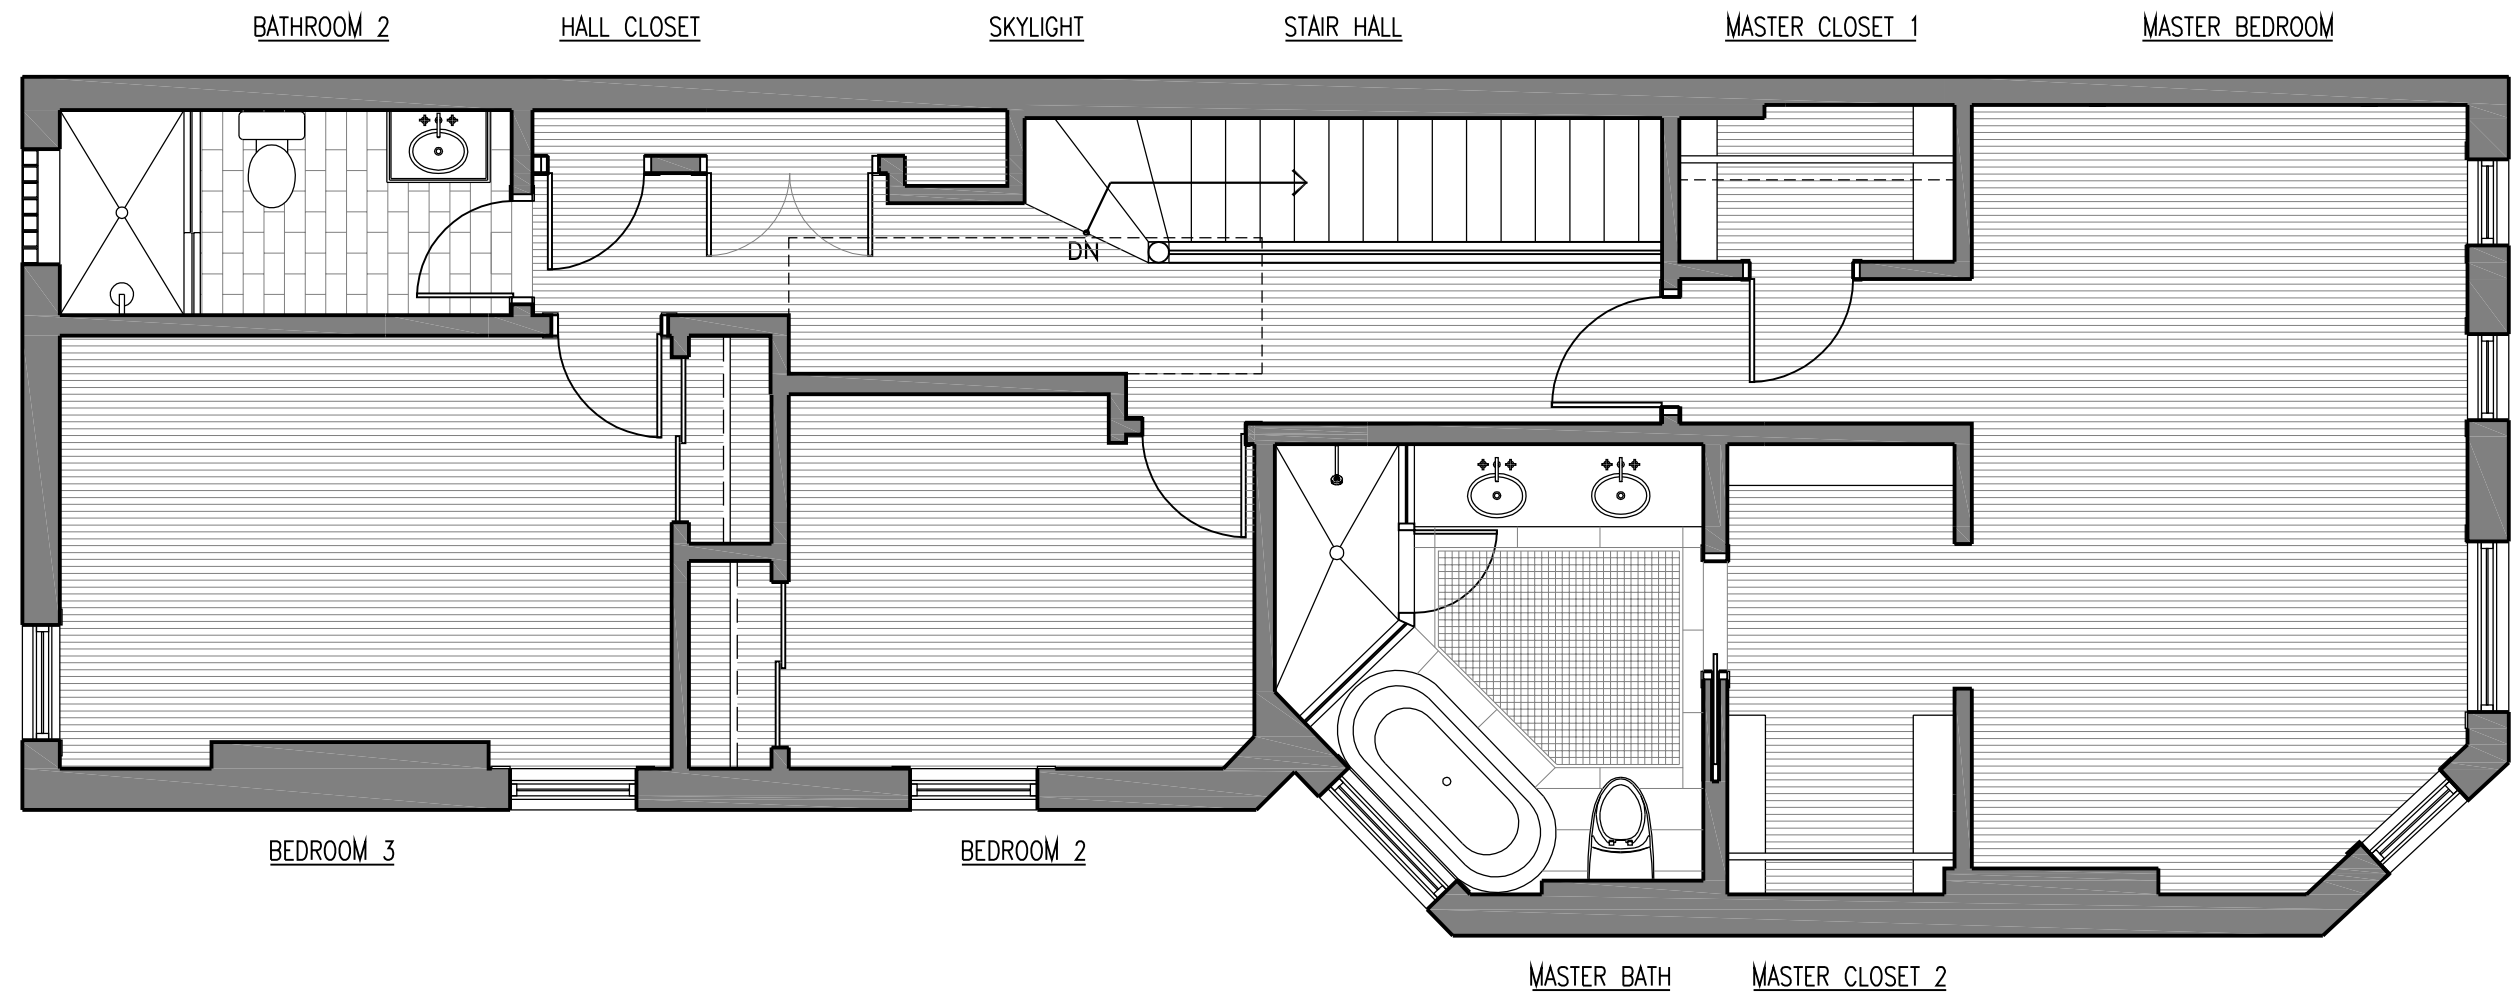 BATHROOM 2
HALL CLOSET
SKYLIGHT
STAIR HALL
MASTER CLOSET 1
MASTER BEDROOM
DN
BEDROOM 3
BEDROOM 2
MASTER BATH
MASTER CLOSET 2